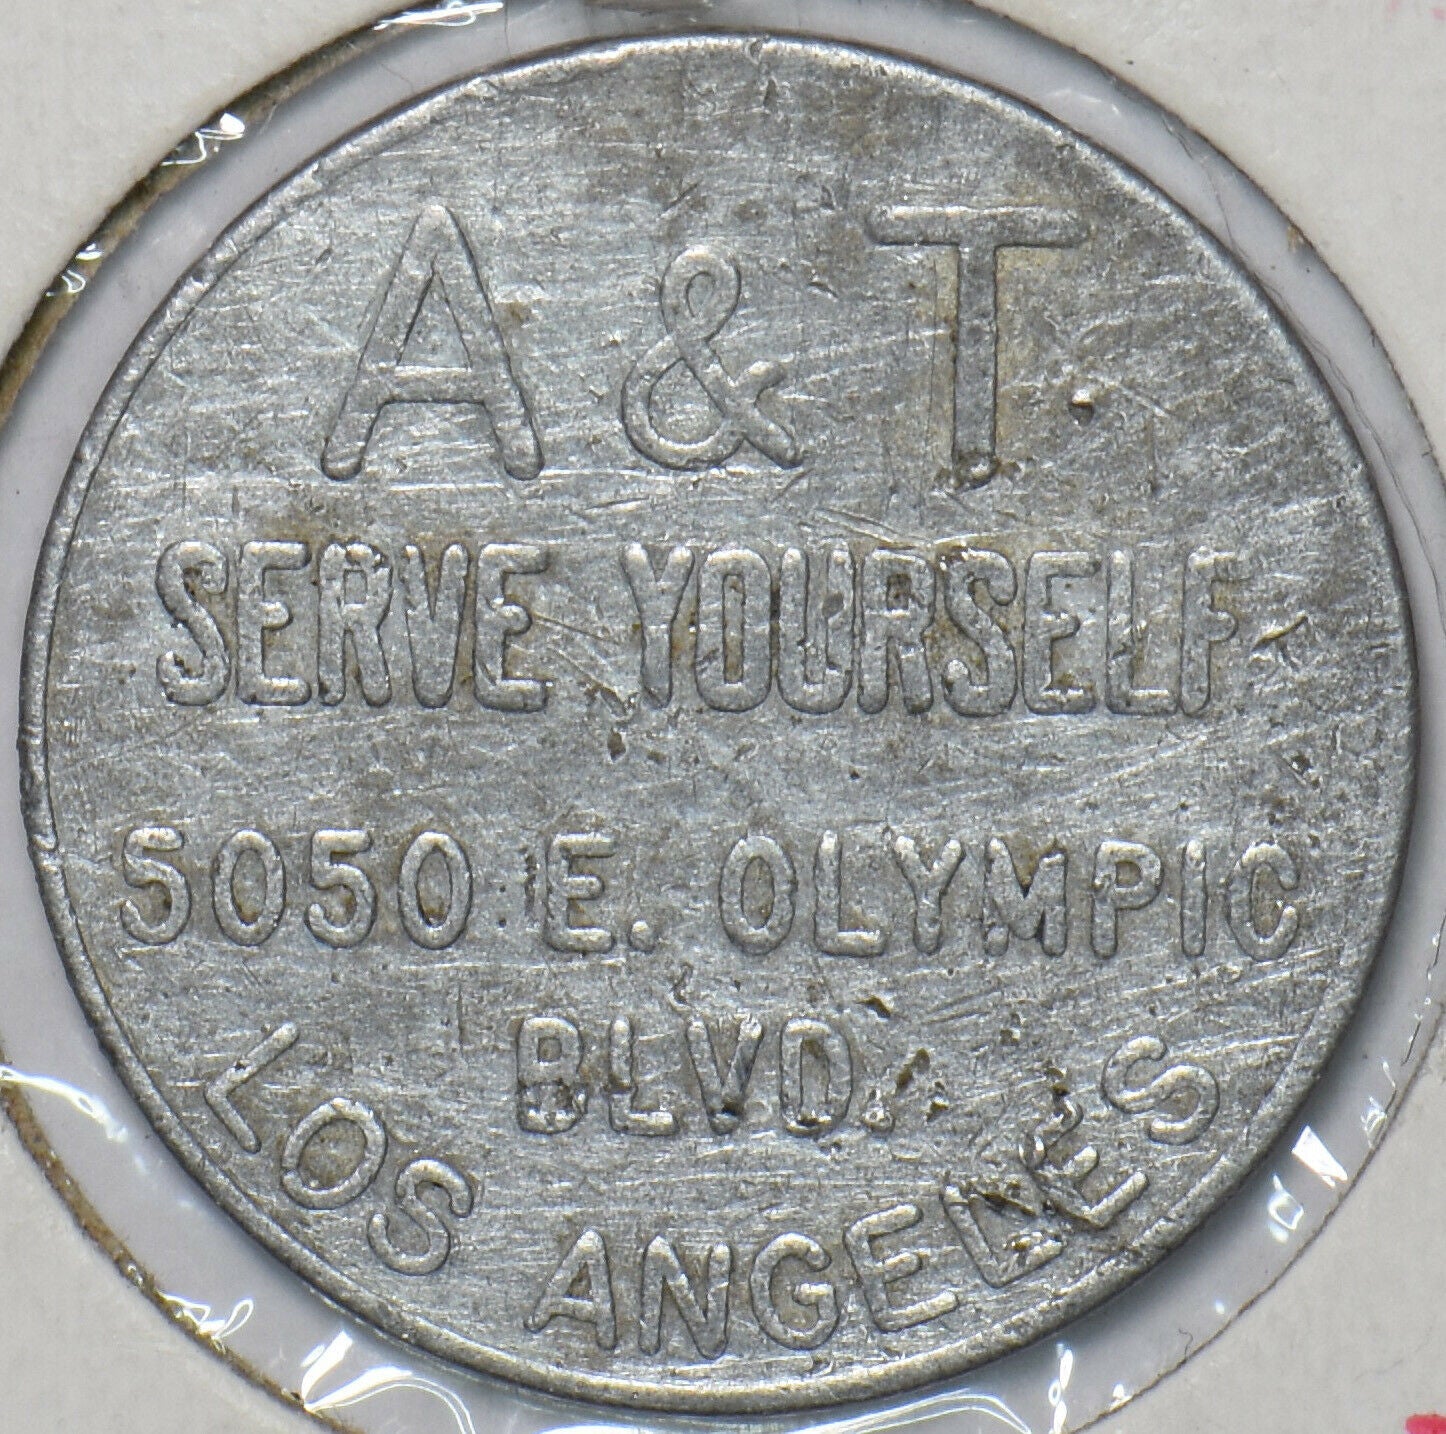 A & T
SERVE YOURSELF
5050 E. OLYMPIC
BLVD.
LOS ANGELES